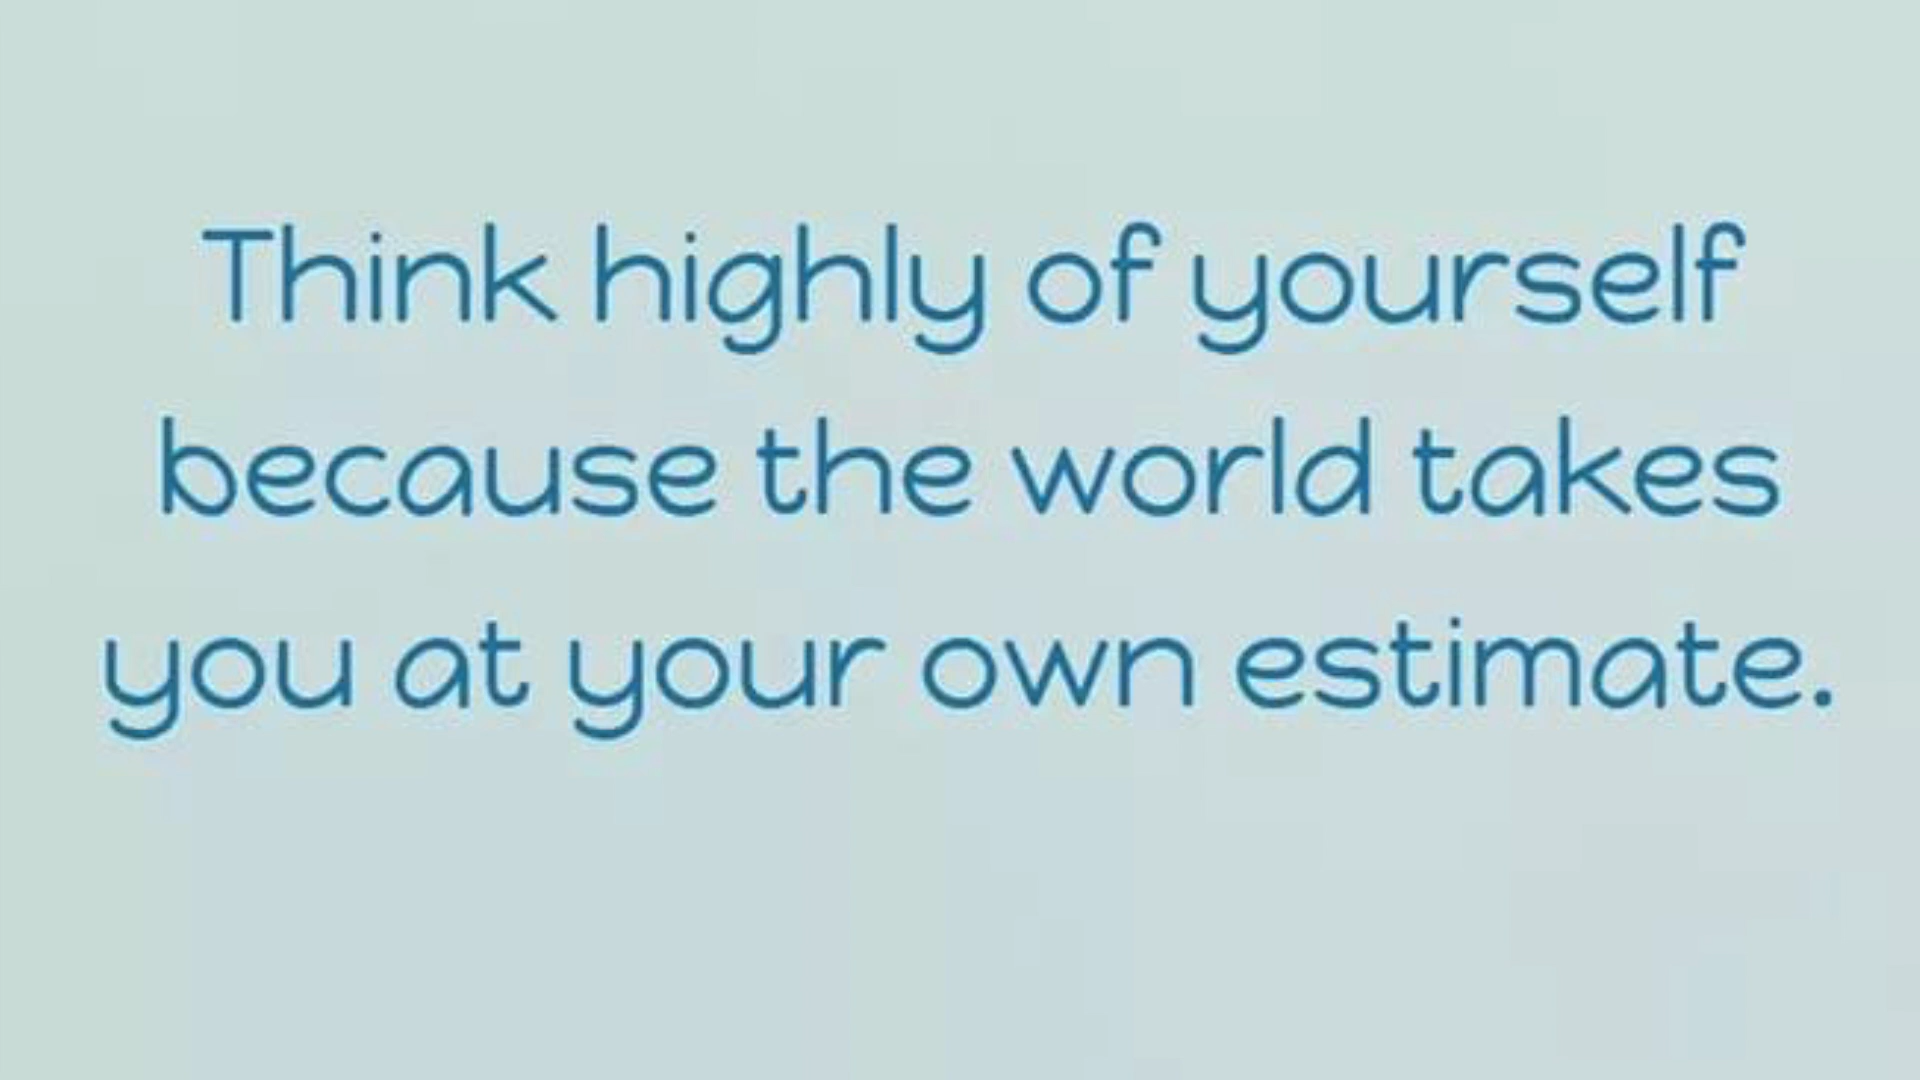 Think highly of yourself
because the world takes
you at your own estimate.